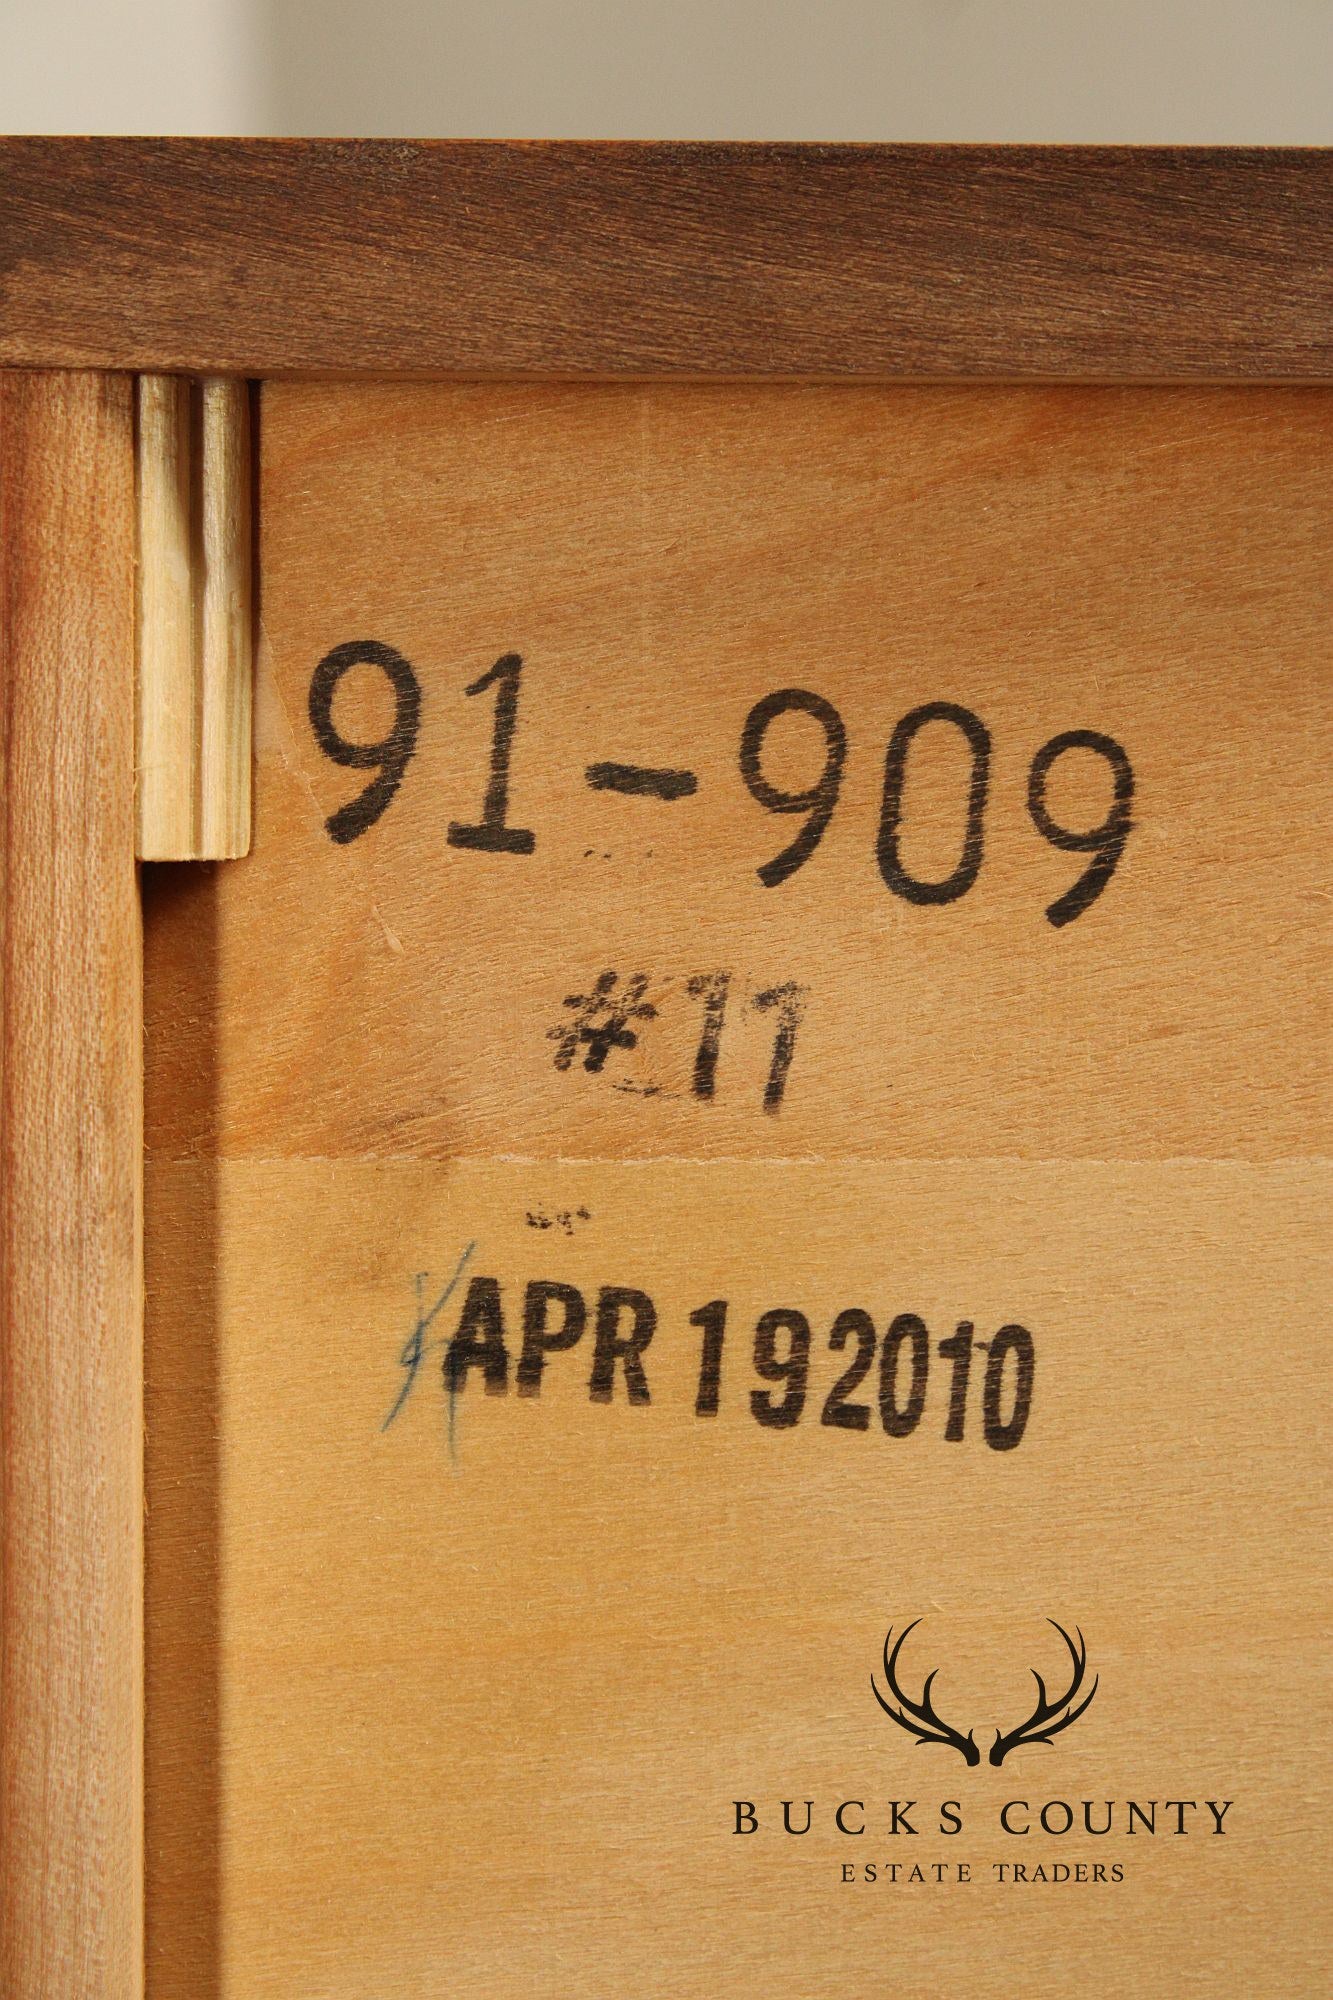 91-909
#11
APR 192010
BUCKS COUNTY
ESTATE TRADERS